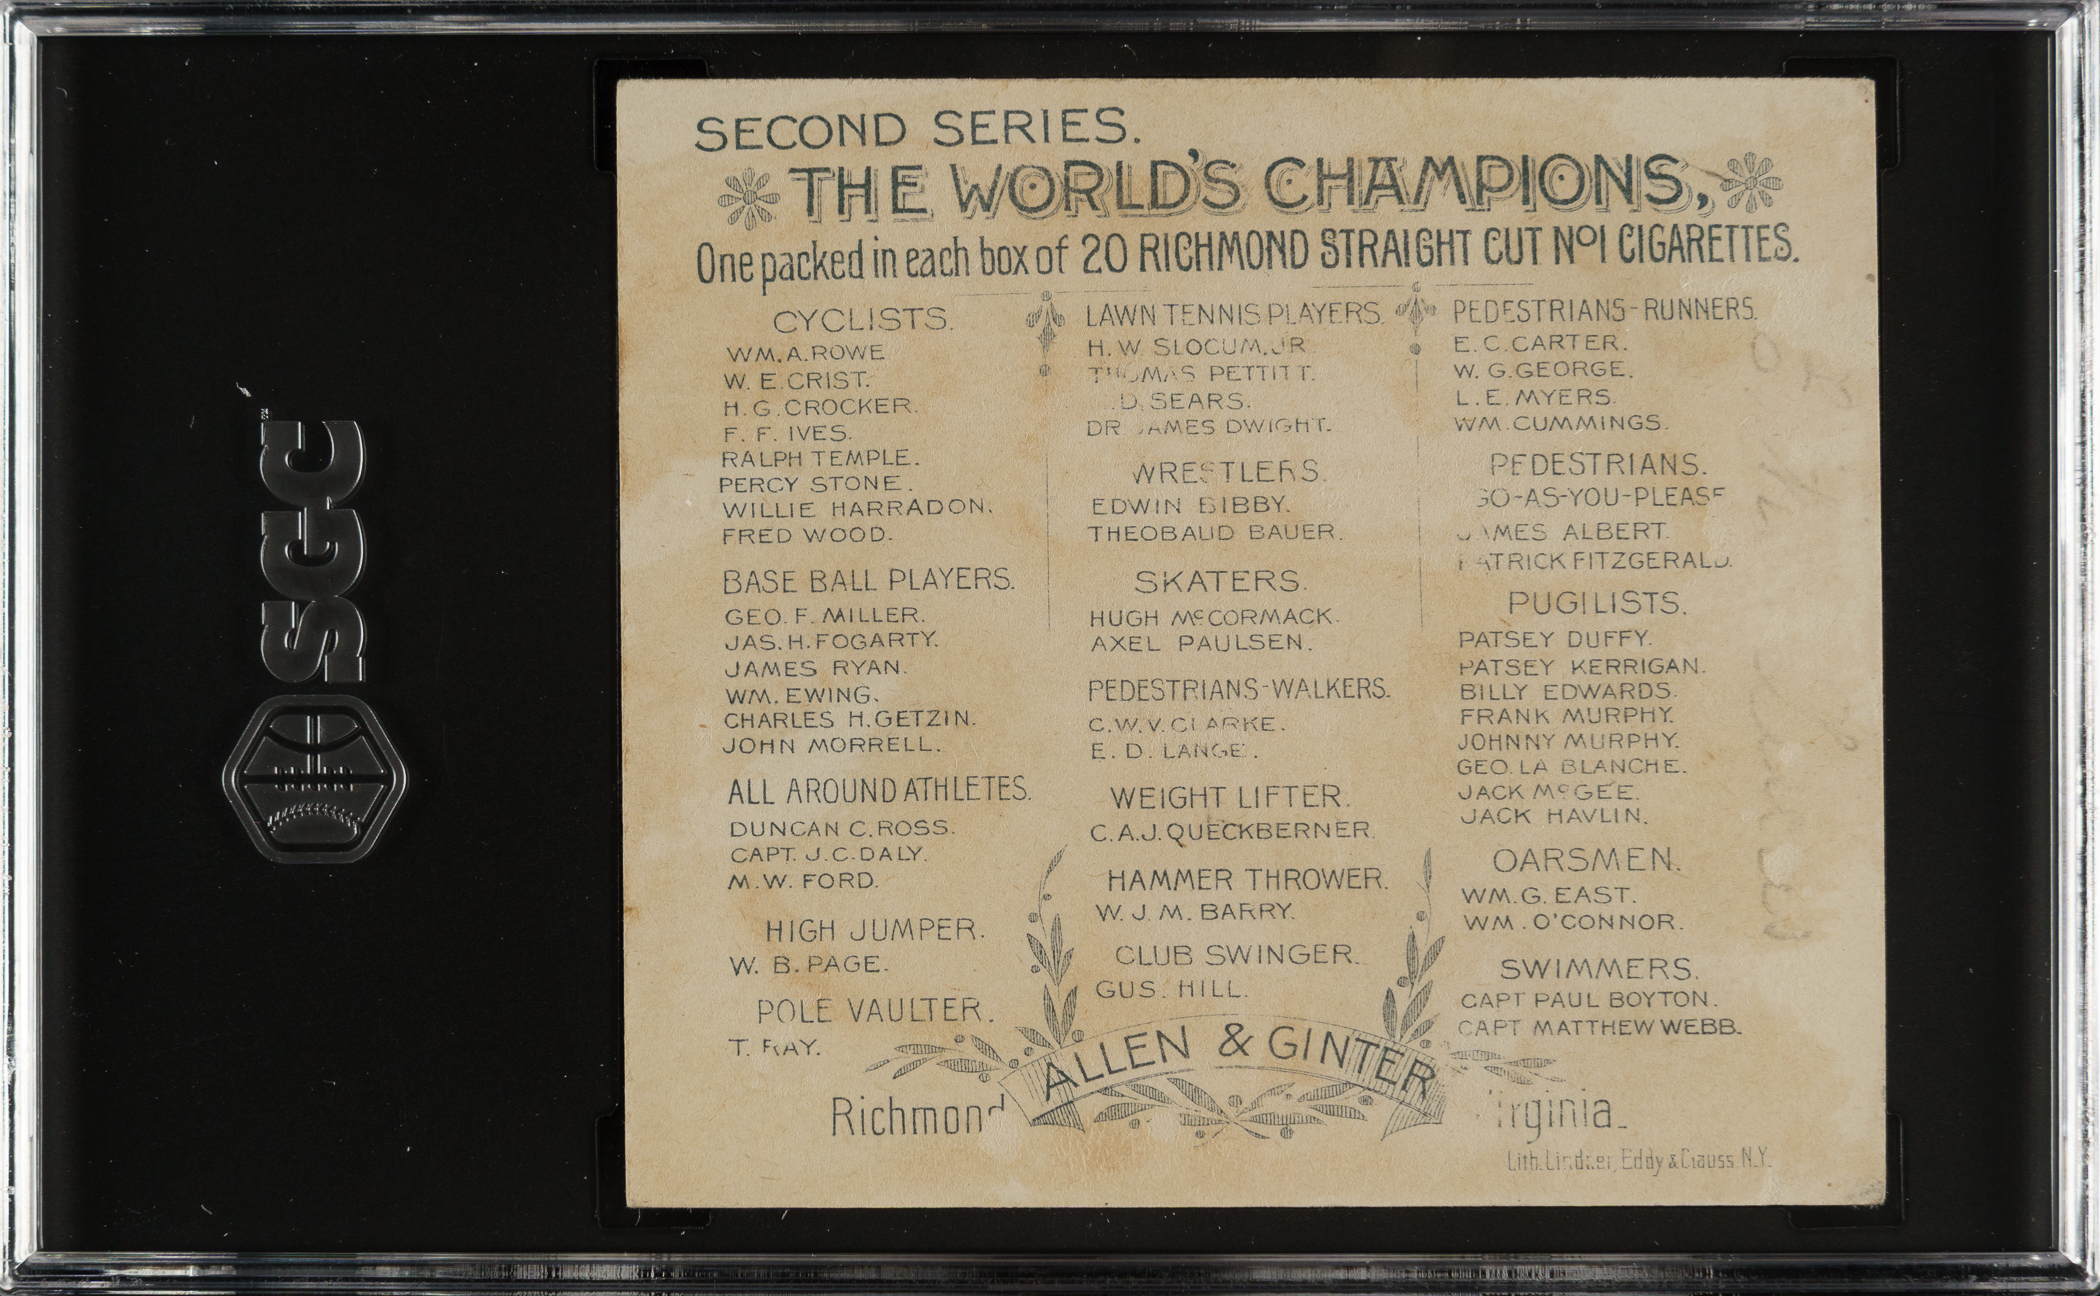 SGC
SECOND SERIES.
THE WORLD'S CHAMPIONS,
One packed in each box of 20 RICHMOND STRAIGHT CUT No1 CIGARETTES.
CYCLISTS.
WM. A. ROWE
W. E. CRIST.
H. G. CROCKER.
F. F. IVES.
RALPH TEMPLE.
PERCY STONE.
WILLIE HARRADON.
FRED WOOD.
BASE BALL PLAYERS.
GEO. F. MILLER.
JAS. H. FOGARTY.
JAMES RYAN.
WM. EWING.
CHARLES H. GETZIN.
JOHN MORRELL.
ALL AROUND ATHLETES.
DUNCAN C. ROSS.
CAPT. J. C. DALY.
M. W. FORD.
HIGH JUMPER.
W. B. PAGE.
POLE VAULTER.
T. RAY.
LAWN TENNIS PLAYERS.
H. W. SLOCUM, JR
THOMAS PETTITT.
D. SEARS.
DR JAMES DWIGHT.
WRESTLERS.
EDWIN BIBBY.
THEOBAUD BAUER.
SKATERS.
HUGH McCORMACK.
AXEL PAULSEN.
PEDESTRIANS-WALKERS.
C. W. V. CLARKE.
E. D. LANGE.
WEIGHT LIFTER.
C. A. J. QUECKBERNER.
HAMMER THROWER.
W. J. M. BARRY.
CLUB SWINGER.
GUS. HILL.
PEDESTRIANS-RUNNERS.
E. C. CARTER.
W. G. GEORGE.
L. E. MYERS.
WM. CUMMINGS.
PEDESTRIANS.
GO-AS-YOU-PLEASE
JAMES ALBERT.
PATRICK FITZGERALD.
PUGILISTS.
PATSEY DUFFY.
PATSEY KERRIGAN.
BILLY EDWARDS.
FRANK MURPHY.
JOHNNY MURPHY.
GEO. LA BLANCHE.
JACK McGEE.
JACK HAVLIN.
OARSMEN.
WM. G. EAST.
WM. O'CONNOR.
SWIMMERS.
CAPT PAUL BOYTON.
CAPT MATTHEW WEBB.
ALLEN & GINTER
Richmond Virginia.
Lith. Lindner, Eddy & Clauss, N.Y.